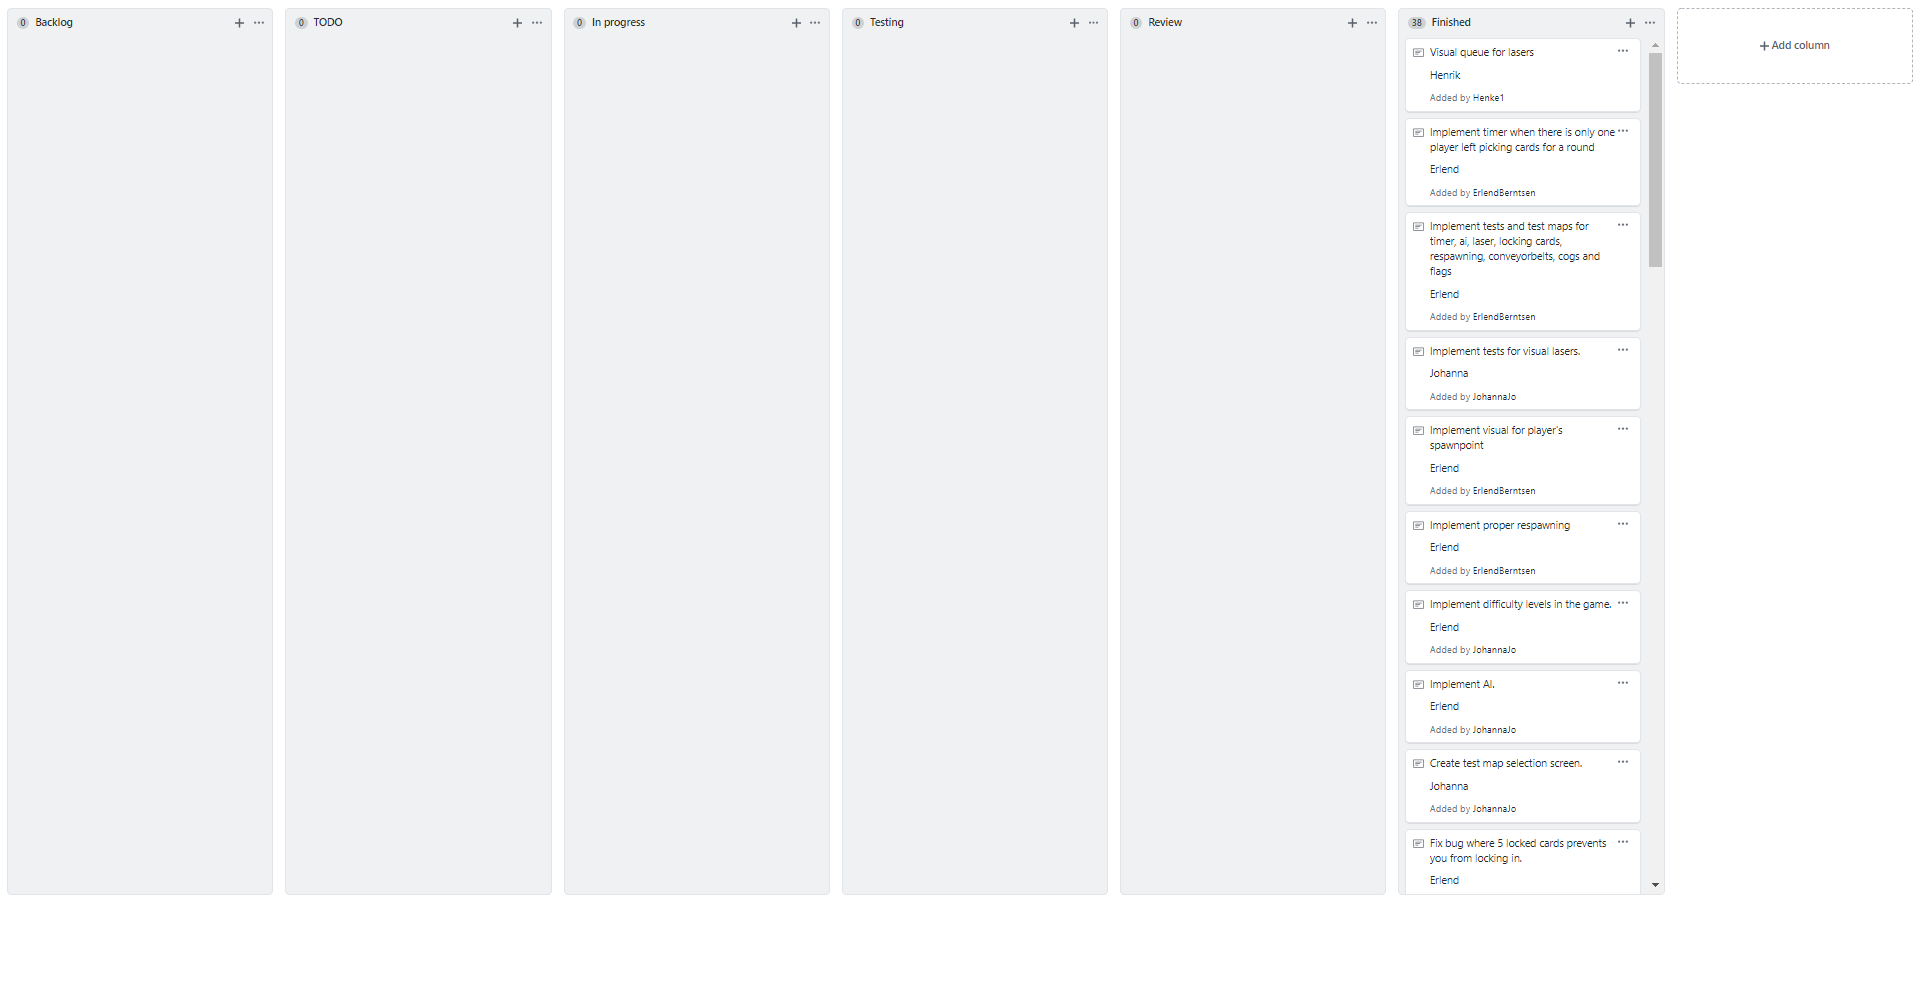 0 Backlog
0 TODO
0 In progress
0 Testing
0 Review
38 Finished
Visual queue for lasers
Henrik
Added by Henke1
Implement timer when there is only one
player left picking cards for a round
Erlend
Added by ErlendBerntsen
Implement tests and test maps for
timer, ai, laser, locking cards,
respawning, conveyorbelts, cogs and
flags
Erlend
Added by ErlendBerntsen
Implement tests for visual lasers.
Johanna
Added by JohannaJo
Implement visual for player's
spawnpoint
Erlend
Added by ErlendBerntsen
Implement proper respawning
Erlend
Added by ErlendBerntsen
Implement difficulty levels in the game.
Erlend
Added by JohannaJo
Implement AI.
Erlend
Added by JohannaJo
Create test map selection screen.
Johanna
Added by JohannaJo
Fix bug where 5 locked cards prevents
you from locking in.
Erlend
Add column